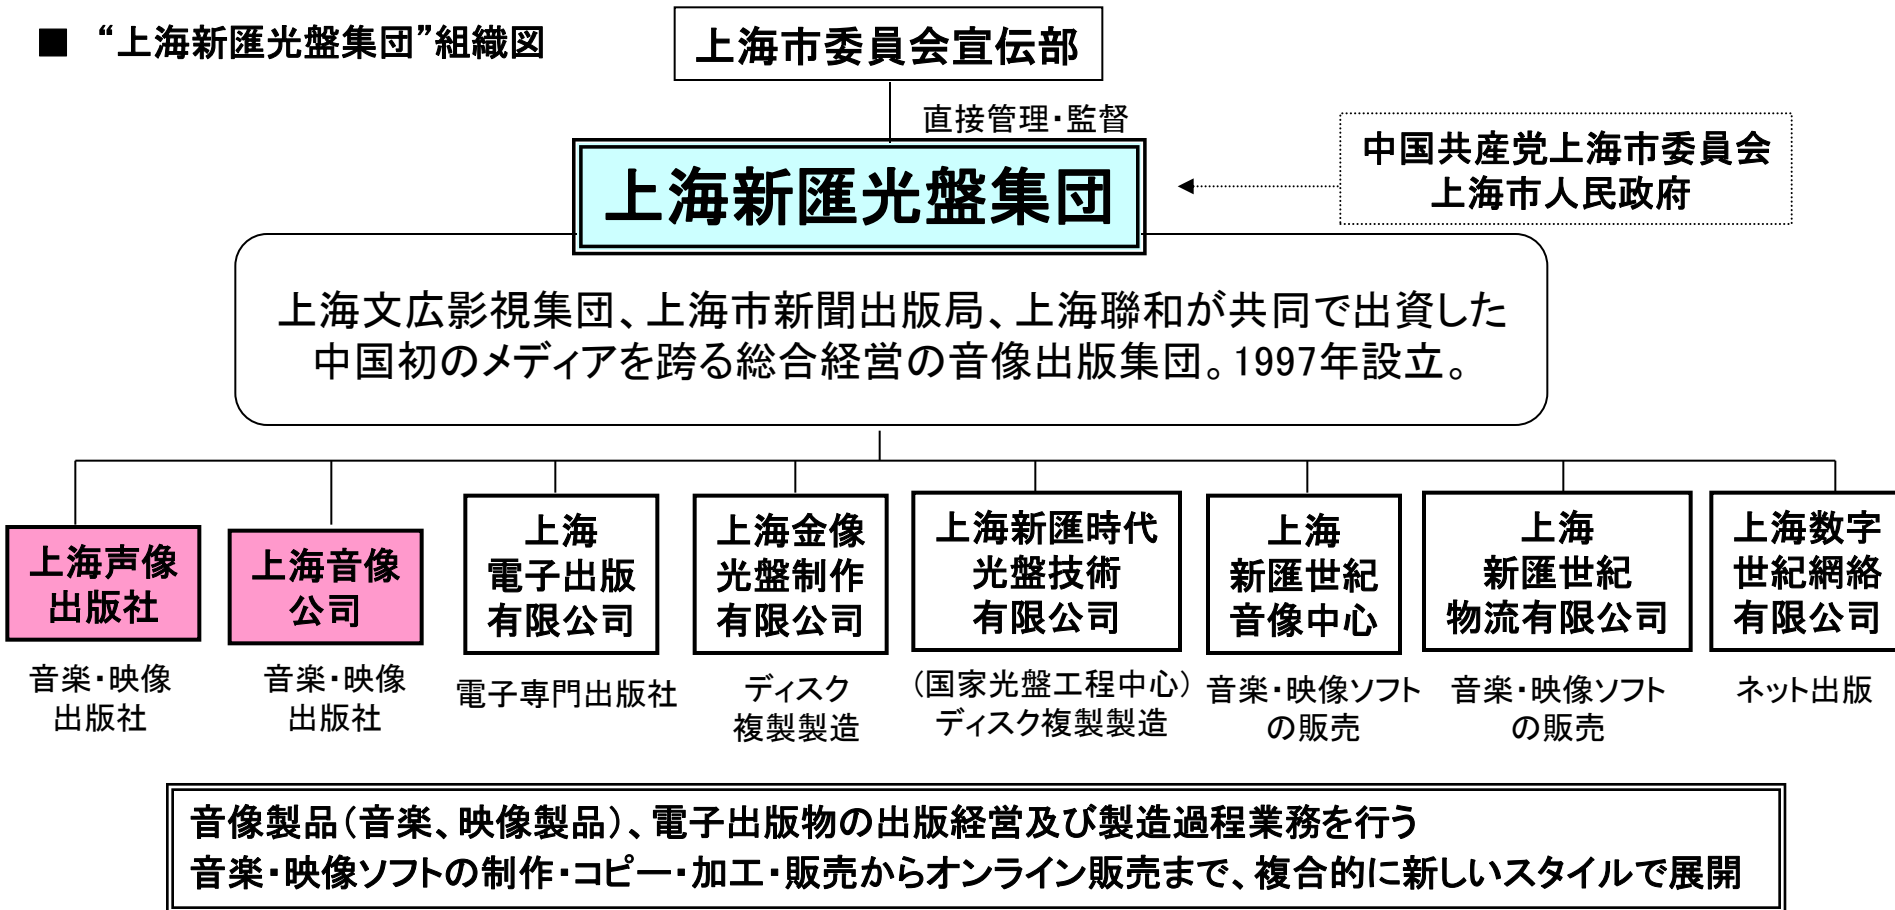 ■ “上海新匯光盤集団”組織図
上海市委員会宣伝部
直接管理・監督
中国共産党上海市委員会
上海市人民政府
上海新匯光盤集団
上海文広影視集団、上海市新聞出版局、上海聯和が共同で出資した
中国初のメディアを跨る総合経営の音像出版集団。1997年設立。
上海声像
出版社
音楽・映像
出版社
上海音像
公司
音楽・映像
出版社
上海
電子出版
有限公司
電子専門出版社
上海金像
光盤制作
有限公司
ディスク
複製製造
上海新匯時代
光盤技術
有限公司
（国家光盤工程中心）
ディスク複製製造
上海
新匯世紀
音像中心
音楽・映像ソフト
の販売
上海
新匯世紀
物流有限公司
音楽・映像ソフト
の販売
上海数字
世紀網絡
有限公司
ネット出版
音像製品（音楽、映像製品）、電子出版物の出版経営及び製造過程業務を行う
音楽・映像ソフトの制作・コピー・加工・販売からオンライン販売まで、複合的に新しいスタイルで展開